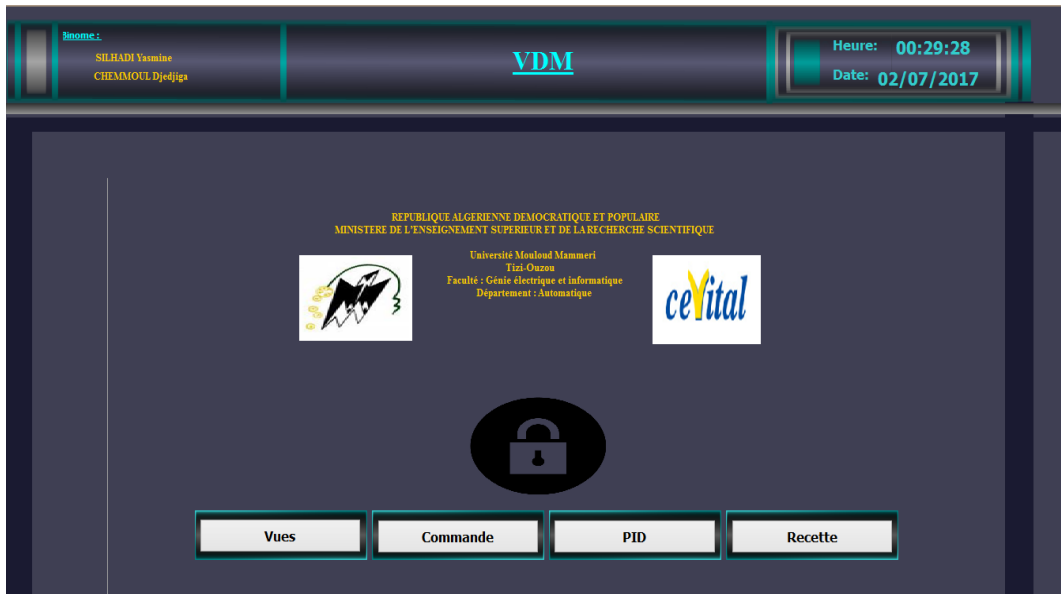 Binome :
SILHADI Yasmine
CHEMMOUL Djedjiga
VDM
Heure: 00:29:28
Date: 02/07/2017
REPUBLIQUE ALGERIENNE DEMOCRATIQUE ET POPULAIRE
MINISTERE DE L'ENSEIGNEMENT SUPERIEUR ET DE LA RECHERCHE SCIENTIFIQUE
Université Mouloud Mammeri
Tizi-Ouzou
Faculté : Génie électrique et informatique
Département : Automatique
cevital
Vues
Commande
PID
Recette